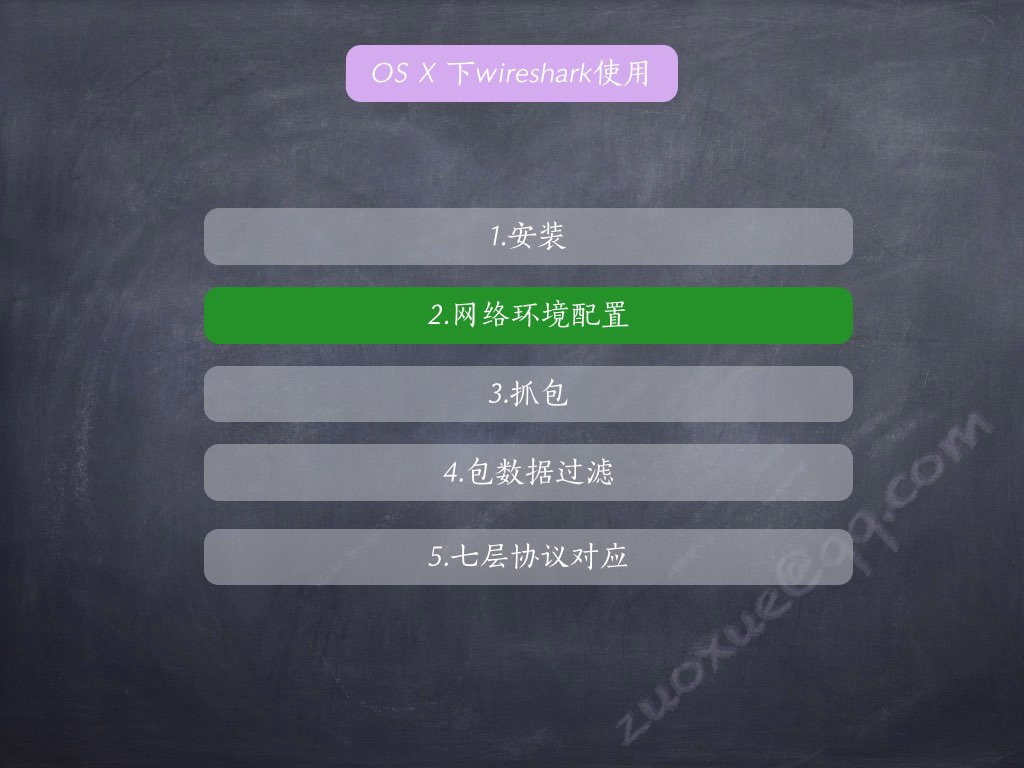 OS X 下wireshark使用
1.安装
2.网络环境配置
3.抓包
4.包数据过滤
5.七层协议对应
zuoxue@qq.com